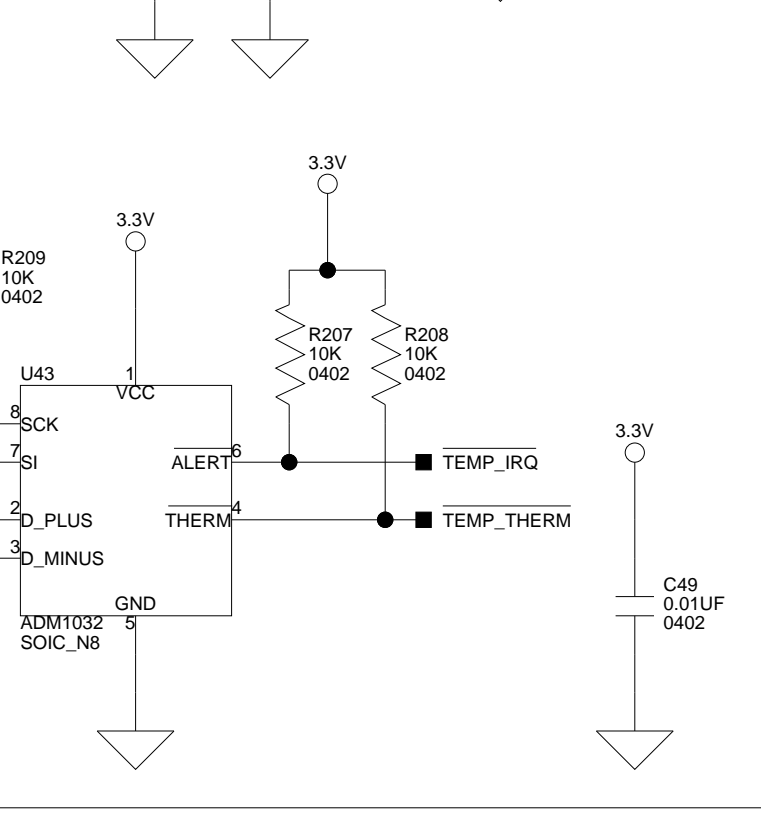 3.3V
3.3V
R209
10K
0402
R207
10K
0402
R208
10K
0402
U43
1
VCC
8
SCK
7
SI
ALERT
6
TEMP_IRQ
2
D_PLUS
THERM
4
TEMP_THERM
3
D_MINUS
GND
5
ADM1032
SOIC_N8
3.3V
C49
0.01UF
0402